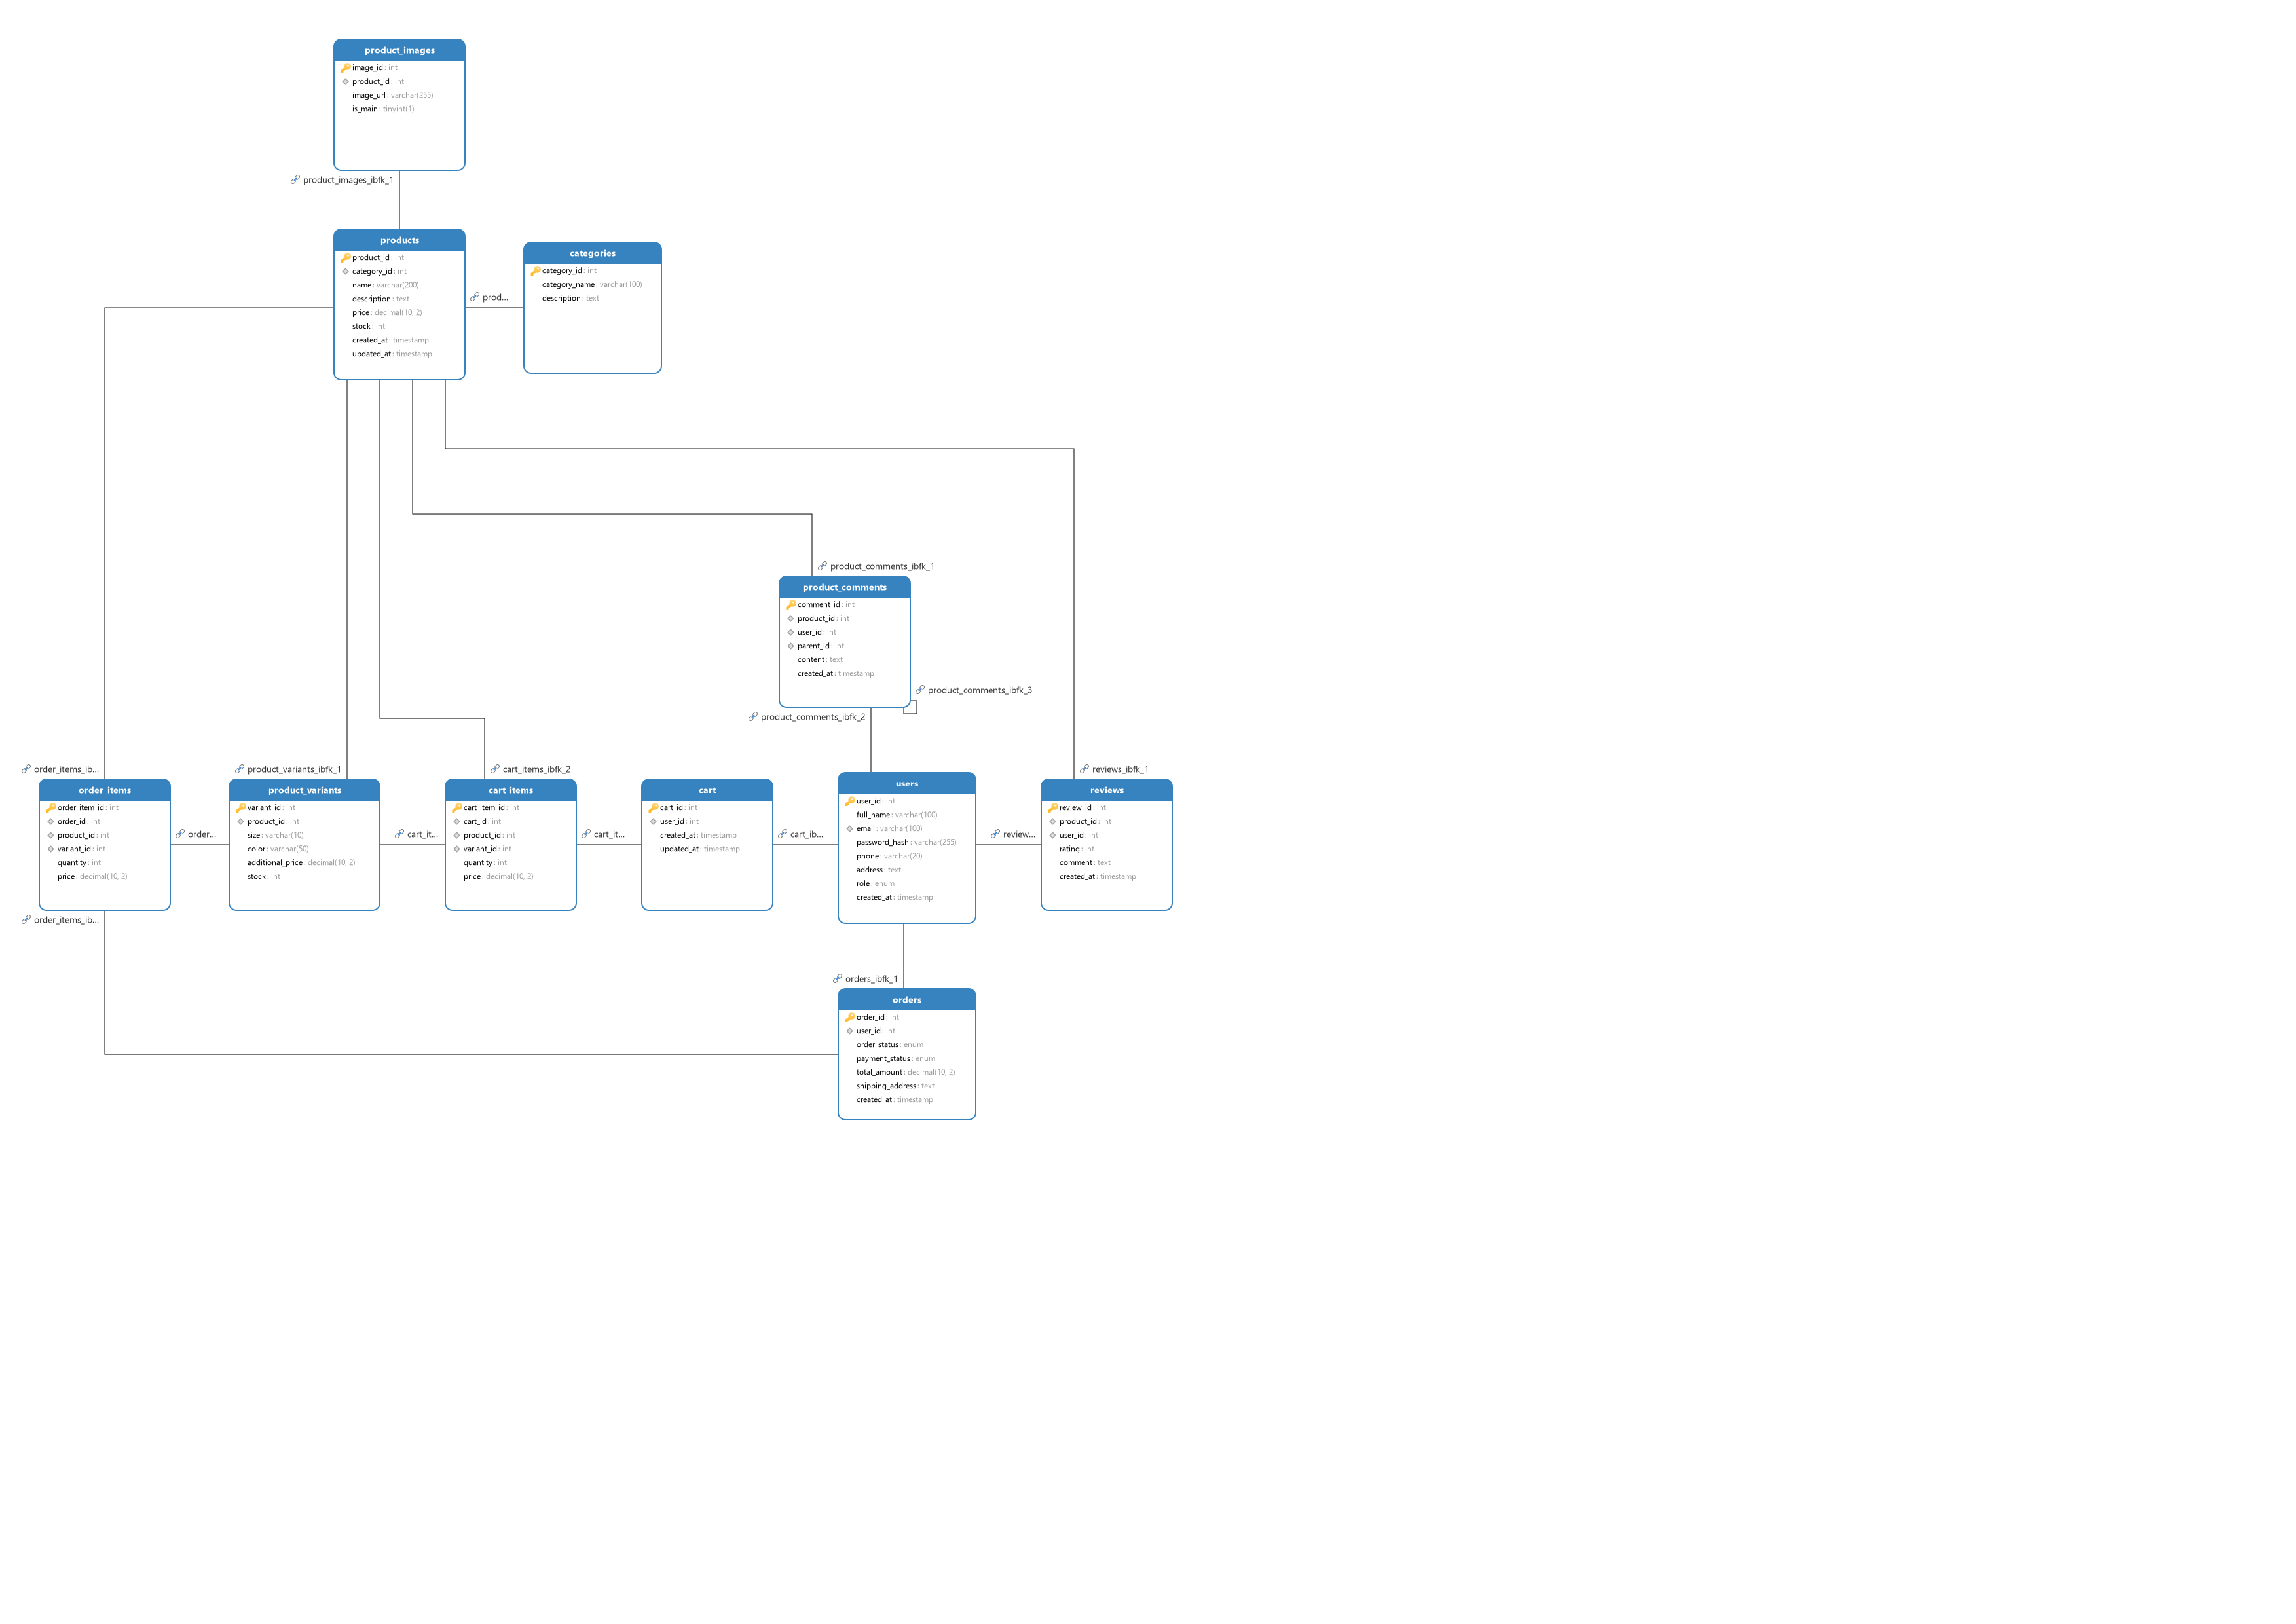 product_images
image_id: int
product_id: int
image_url: varchar(255)
is_main: tinyint(1)
product_images_ibfk_1
products
product_id: int
category_id: int
name: varchar(200)
description: text
price: decimal(10, 2)
stock: int
created_at: timestamp
updated_at: timestamp
prod...
categories
category_id: int
category_name: varchar(100)
description: text
product_comments_ibfk_1
product_comments
comment_id: int
product_id: int
user_id: int
parent_id: int
content: text
created_at: timestamp
product_comments_ibfk_3
product_comments_ibfk_2
order_items_ib...
order_items
order_item_id: int
order_id: int
product_id: int
variant_id: int
quantity: int
price: decimal(10, 2)
order...
order_items_ib...
product_variants_ibfk_1
product_variants
variant_id: int
product_id: int
size: varchar(10)
color: varchar(50)
additional_price: decimal(10, 2)
stock: int
cart_it...
cart_items_ibfk_2
cart_items
cart_item_id: int
cart_id: int
product_id: int
variant_id: int
quantity: int
price: decimal(10, 2)
cart_it...
cart
cart_id: int
user_id: int
created_at: timestamp
updated_at: timestamp
cart_ib...
users
user_id: int
full_name: varchar(100)
email: varchar(100)
password_hash: varchar(255)
phone: varchar(20)
address: text
role: enum
created_at: timestamp
review...
reviews_ibfk_1
reviews
review_id: int
product_id: int
user_id: int
rating: int
comment: text
created_at: timestamp
orders_ibfk_1
orders
order_id: int
user_id: int
order_status: enum
payment_status: enum
total_amount: decimal(10, 2)
shipping_address: text
created_at: timestamp